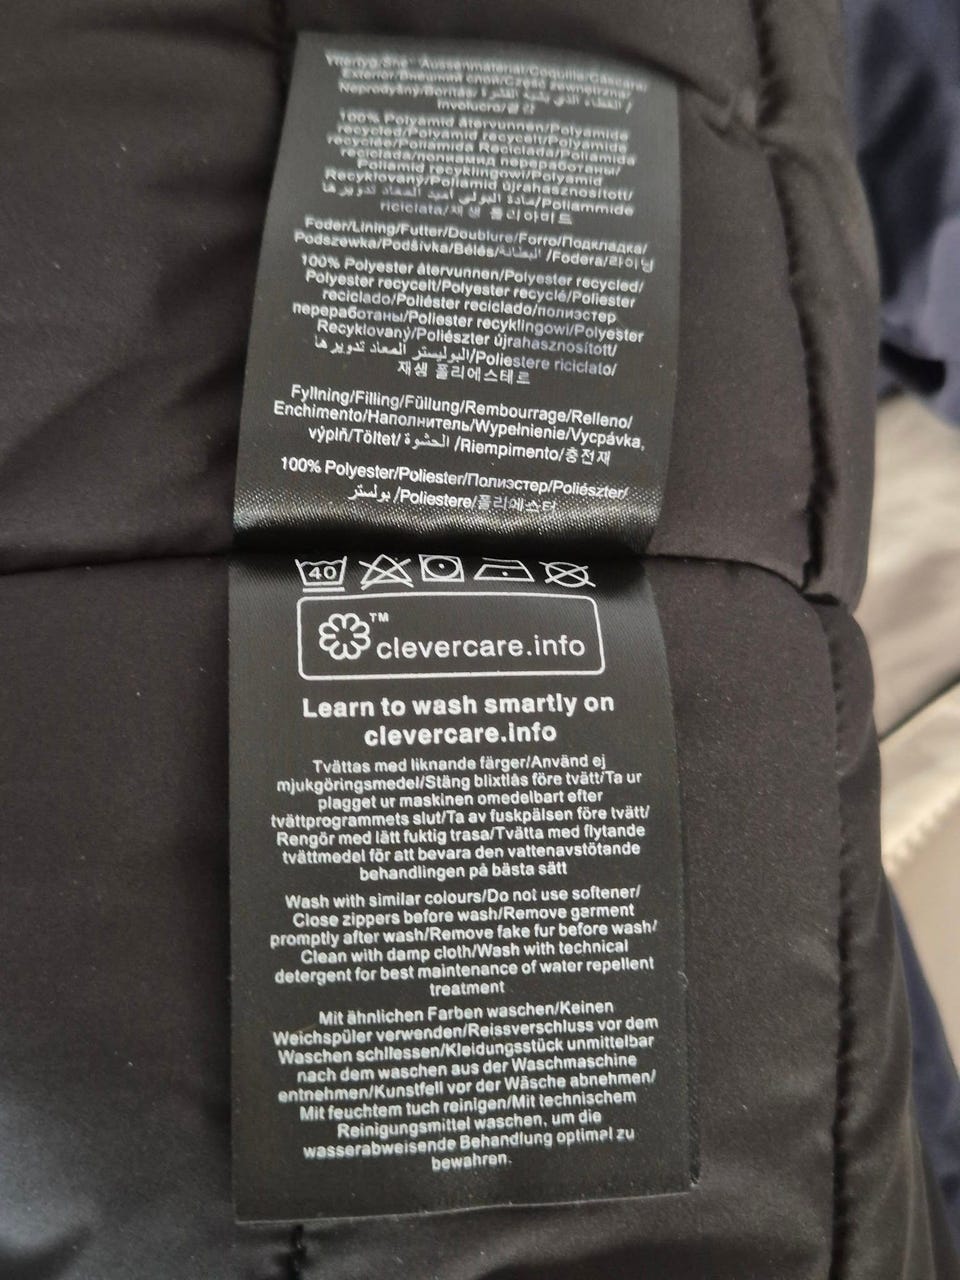 100% Polyamid återvunnen/Polyamide
recycled/Polyamid recycelt/Polyamide
recyclée/Poliamida Reciclada/Poliamida
reciclada/полиамид переработаны/
Poliamid recyklingowi/Polyamid
Recyklovaný/Poliamid újrahasznosított/
مادة البولي أميد المعاد تدويرها/Poliammide
riciclata/재생 폴리아미드
Foder/Lining/Futter/Doublure/Forro/Подкладка/
Podszewka/Podšívka/Bélés/البطانة/Fodera/라이닝
100% Polyester återvunnen/Polyester recycled/
Polyester recycelt/Polyester recyclé/Poliester
reciclado/Poliéster reciclado/полиэстер
переработаны/Poliester recyklingowi/Polyester
Recyklovaný/Poliészter újrahasznosított/
البوليستر المعاد تدويرها/Poliestere riciclato/
재생 폴리에스테르
Fyllning/Filling/Füllung/Rembourrage/Relleno/
Enchimento/Наполнитель/Wypełnienie/Vycpávka,
výplň/Töltet/ الحشوة /Riempimento/충전재
100% Polyester/Poliester/Полиэстер/Poliészter/
بولستر /Poliestere/폴리에스터
40
TM
clevercare.info
Learn to wash smartly on
clevercare.info
Tvättas med liknande färger/Använd ej
mjukgöringsmedel/Stäng blixtlås före tvätt/Ta ur
plagget ur maskinen omedelbart efter
tvättprogrammets slut/Ta av fuskpälsen före tvätt/
Rengör med lätt fuktig trasa/Tvätta med flytande
tvättmedel för att bevara den vattenavstötande
behandlingen på bästa sätt
Wash with similar colours/Do not use softener/
Close zippers before wash/Remove garment
promptly after wash/Remove fake fur before wash/
Clean with damp cloth/Wash with technical
detergent for best maintenance of water repellent
treatment
Mit ähnlichen Farben waschen/Keinen
Weichspüler verwenden/Reissverschluss vor dem
Waschen schliessen/Kleidungsstück unmittelbar
nach dem waschen aus der Waschmaschine
entnehmen/Kunstfell vor der Wäsche abnehmen/
Mit feuchtem tuch reinigen/Mit technischem
Reinigungsmittel waschen, um die
wasserabweisende Behandlung optimal zu
bewahren.